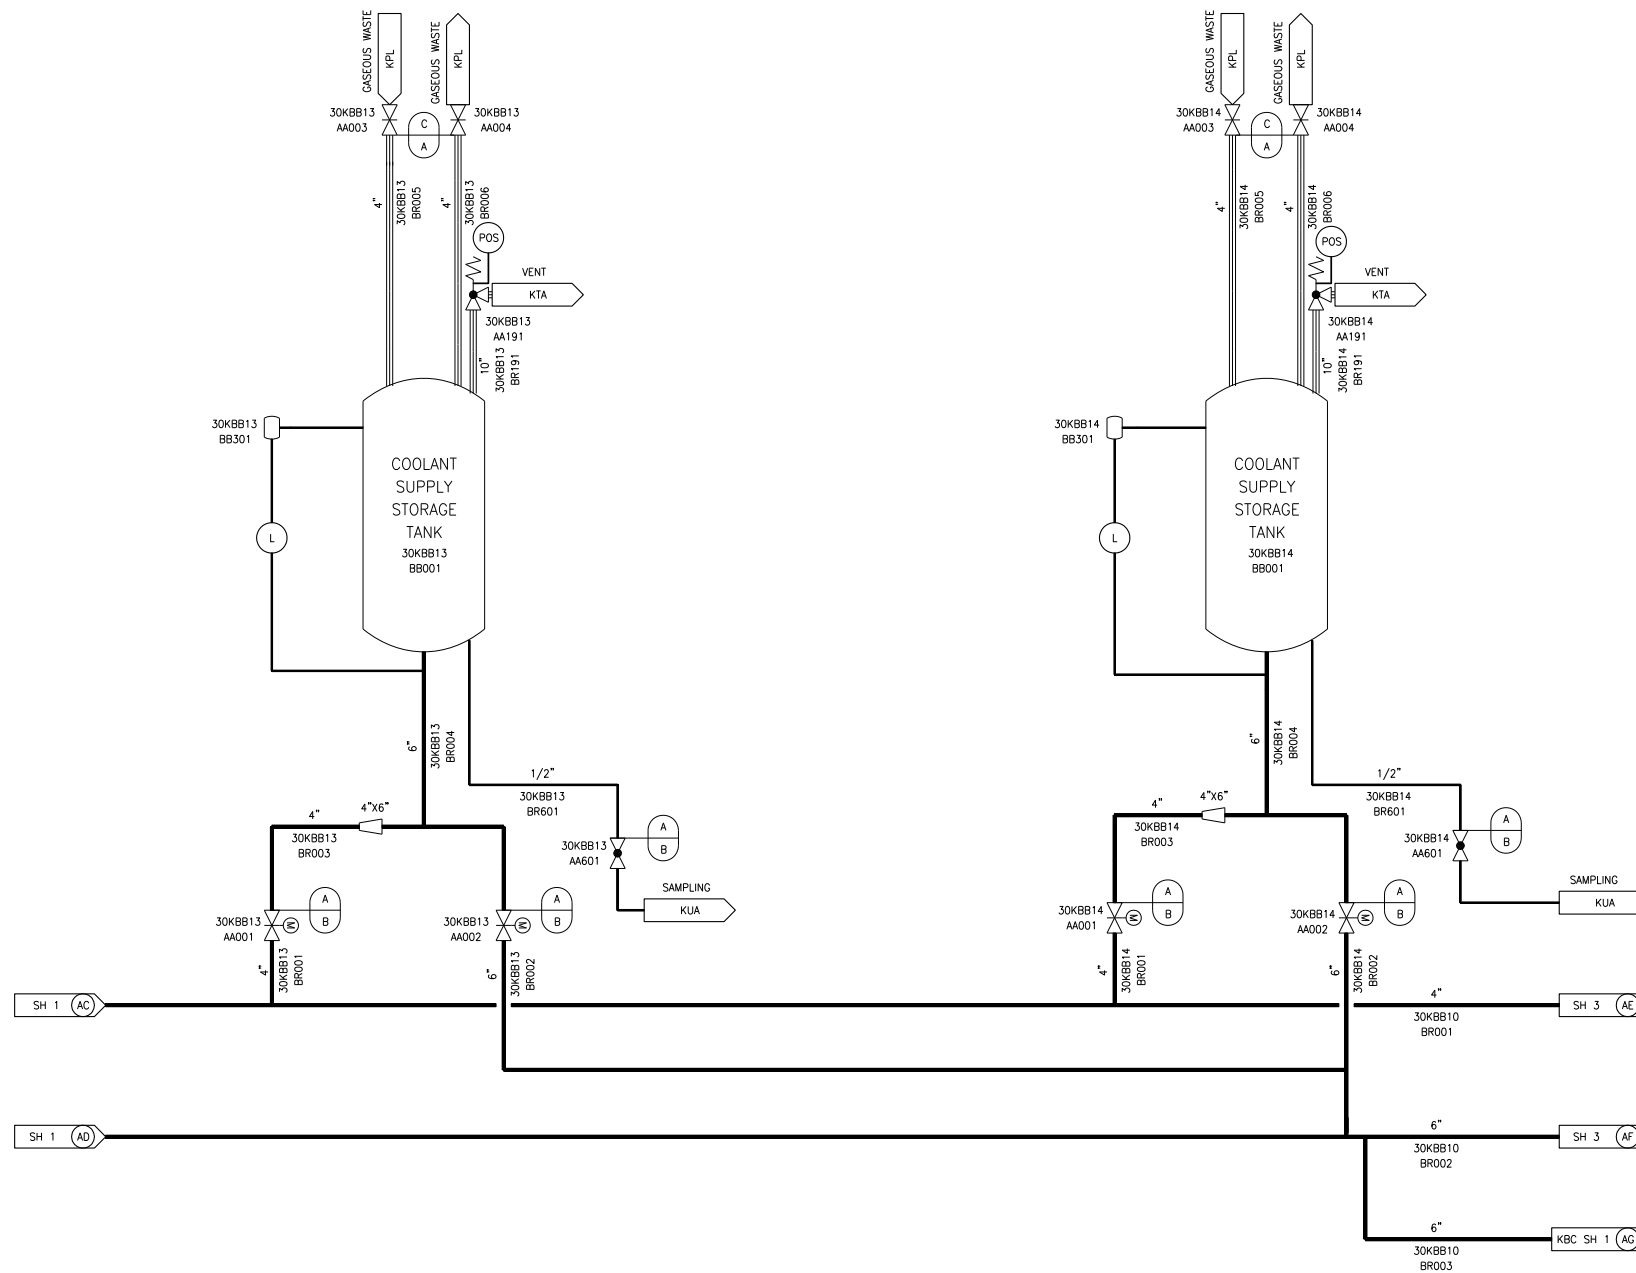 GASEOUS WASTE
KPL
GASEOUS WASTE
KPL
GASEOUS WASTE
KPL
GASEOUS WASTE
KPL
30KBB13
AA003
C
A
30KBB13
AA004
30KBB14
AA003
C
A
30KBB14
AA004
4"
30KBB13
BR005
4"
30KBB13
BR006
4"
30KBB14
BR005
4"
30KBB14
BR006
POS
VENT
KTA
30KBB13
AA191
10"
30KBB13
BR191
POS
VENT
KTA
30KBB14
AA191
10"
30KBB14
BR191
30KBB13
BB301
L
COOLANT
SUPPLY
STORAGE
TANK
30KBB13
BB001
30KBB14
BB301
L
COOLANT
SUPPLY
STORAGE
TANK
30KBB14
BB001
6"
30KBB13
BR004
6"
30KBB14
BR004
1/2"
30KBB13
BR601
1/2"
30KBB14
BR601
4"
30KBB13
BR003
4"X6"
4"
30KBB14
BR003
4"X6"
30KBB13
AA601
A
B
30KBB14
AA601
A
B
SAMPLING
KUA
SAMPLING
KUA
30KBB13
AA001
M
A
B
30KBB13
AA002
M
A
B
30KBB14
AA001
M
A
B
30KBB14
AA002
M
A
B
4"
30KBB13
BR001
6"
30KBB13
BR002
4"
30KBB14
BR001
6"
30KBB14
BR002
SH 1 AC
4"
30KBB10
BR001
SH 3 AE
SH 1 AD
6"
30KBB10
BR002
SH 3 AF
6"
30KBB10
BR003
KBC SH 1 AG